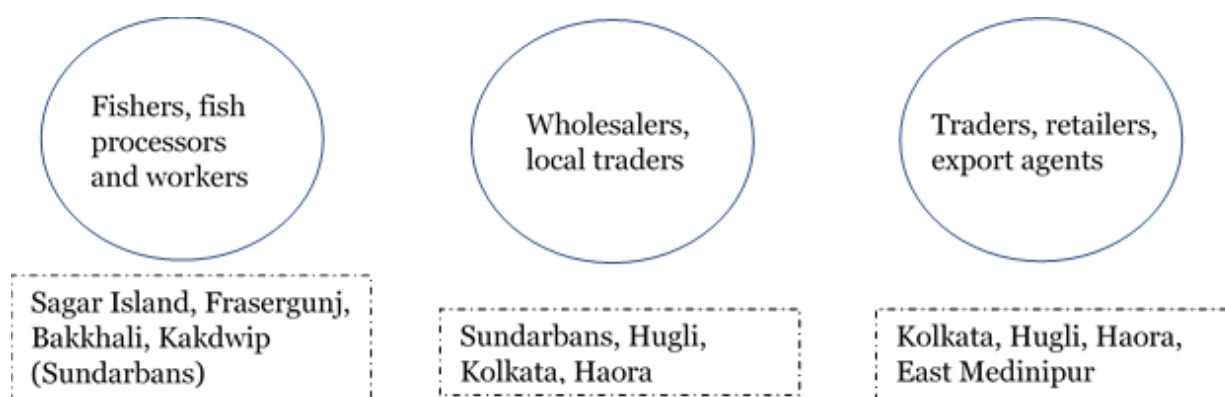 Fishers, fish
processors
and workers
Wholesalers,
local traders
Traders, retailers,
export agents
Sagar Island, Frasergunj,
Bakkhali, Kakdwip
(Sundarbans)
Sundarbans, Hugli,
Kolkata, Haora
Kolkata, Hugli, Haora,
East Medinipur